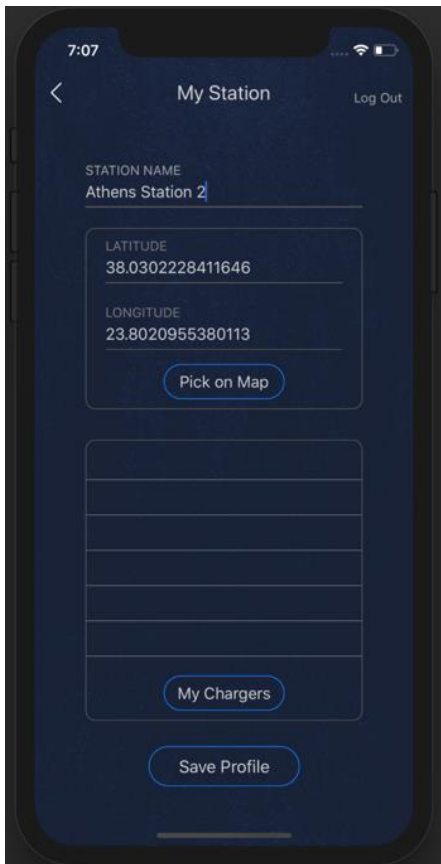 7:07
My Station
Log Out
STATION NAME
Athens Station 2
LATITUDE
38.0302228411646
LONGITUDE
23.8020955380113
Pick on Map
My Chargers
Save Profile